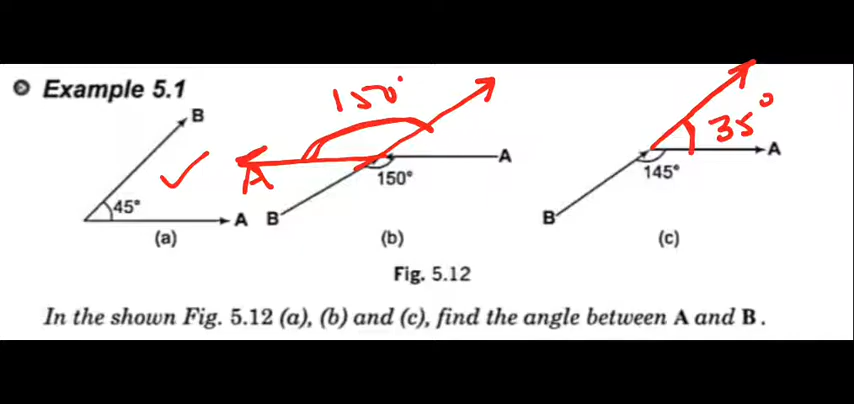 Example 5.1
B
45°
A
(a)
150°
A
A
150°
B
(b)
35°
A
145°
B
(c)
Fig. 5.12
In the shown Fig. 5.12 (a), (b) and (c), find the angle between A and B.